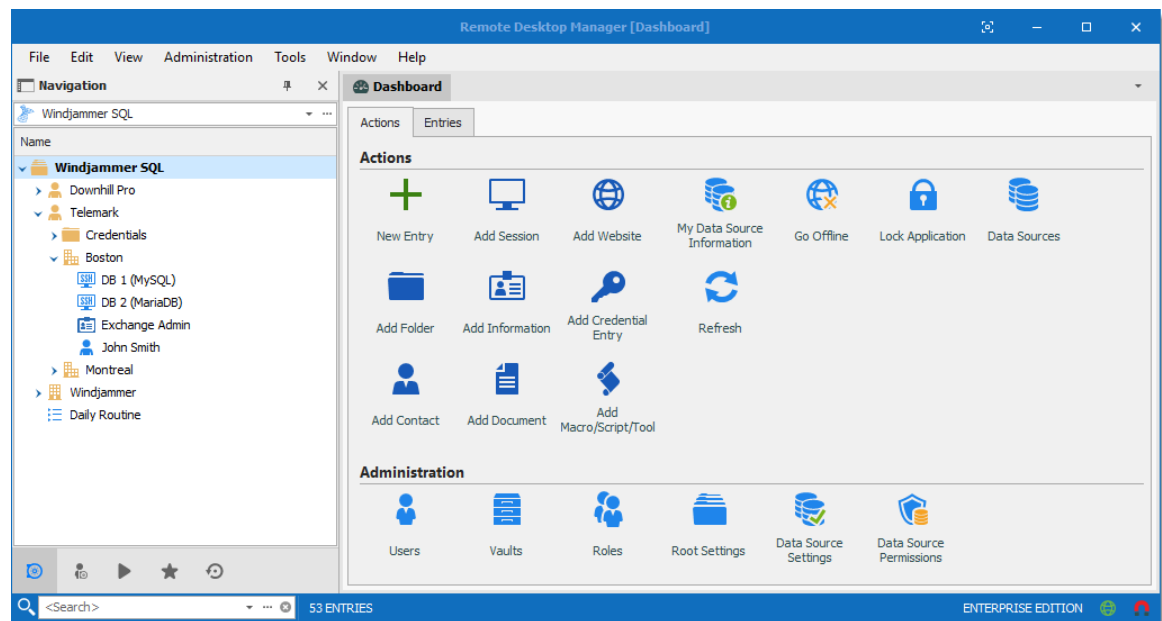 Remote Desktop Manager [Dashboard]
File Edit View Administration Tools Window Help
Navigation
Dashboard
Windjammer SQL
Actions Entries
Name
Windjammer SQL
Downhill Pro
Telemark
Credentials
Boston
SSH DB 1 (MySQL)
SSH DB 2 (MariaDB)
Exchange Admin
John Smith
Montreal
Windjammer
Daily Routine
Actions
New Entry
Add Session
Add Website
My Data Source
Information
Go Offline
Lock Application
Data Sources
Add Folder
Add Information
Add Credential
Entry
Refresh
Add Contact
Add Document
Add
Macro/Script/Tool
Administration
Users
Vaults
Roles
Root Settings
Data Source
Settings
Data Source
Permissions
<Search>
53 ENTRIES
ENTERPRISE EDITION